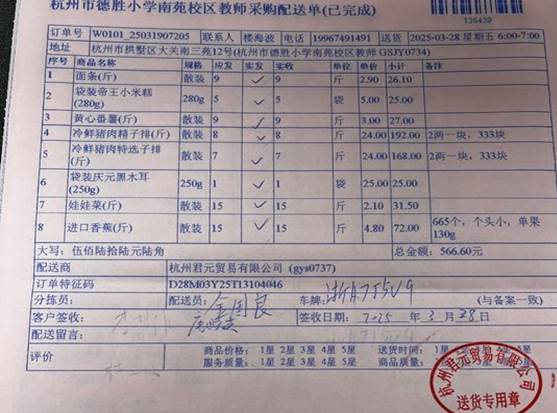 杭州市德胜小学南苑校区教师采购配送单(已完成)
T36439
订单号 W0101_25031907205 联系人 楼海波 电话 19967491491 送货 2025-03-28 星期五 6:00-7:00
地址 杭州市拱墅区大关南三苑12号(杭州市德胜小学南苑校区教师 GSJY0734)
序号 商品名称 规格 应发 实发 实收 单位 单价 小计 备注
1 面条(斤) 散装 9 ✓ 9 斤 2.90 26.10
2 袋装帝王小米糕(280g) 280g 5 ✓ 5 袋 5.00 25.00
3 黄心番薯(斤) 散装 9 ✓ 9 斤 3.00 27.00
4 冷鲜猪肉精子排(斤) 散装 8 ✓ 8 斤 24.00 192.00 2两一块，333块
5 冷鲜猪肉特选子排(斤) 散装 7 ✓ 7 斤 24.00 168.00 2两一块，333块
6 袋装庆元黑木耳(250g) 250g 1 ✓ 1 袋 25.00 25.00
7 娃娃菜(斤) 散装 15 ✓ 15 斤 2.10 31.50
8 进口香蕉(斤) 散装 15 ✓ 15 斤 4.80 72.00 665个，个头小，单果130g
大写：伍佰陆拾陆元陆角 总金额：566.60元
配送商 杭州君元贸易有限公司 (gys0737)
订单特征码 D28M03Y25T13104046
分拣员： 配送员： 车牌： (与备案一致)
客户签收： 签收日期：2025年3月28日
配送留言：
评价 商品价格： 1星 2星 3星 4星 5星 送货时间： 1星
服务质量： 1星 2星 3星 4星 5星 商品质量： 1星
杭州君元贸易有限公司
送货专用章